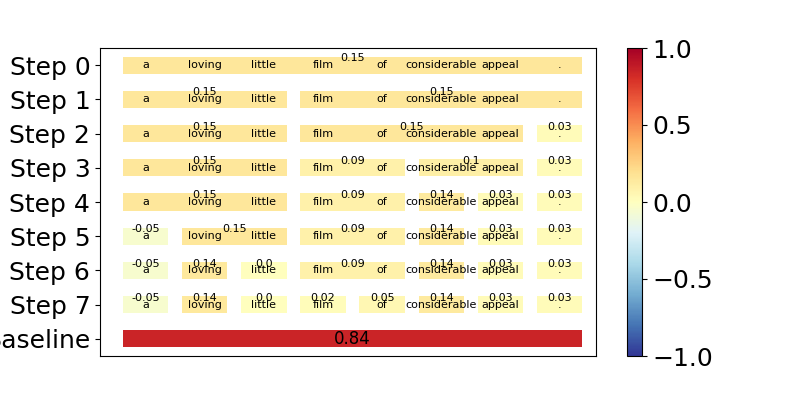 Step 0 0.15 a loving little film of considerable appeal . 1.0
Step 1 0.15 0.15 a loving little film of considerable appeal .
Step 2 0.15 0.15 0.03 a loving little film of considerable appeal . 0.5
Step 3 0.15 0.09 0.1 0.03 a loving little film of considerable appeal .
Step 4 0.15 0.09 0.14 0.03 0.03 a loving little film of considerable appeal . 0.0
Step 5 -0.05 0.15 0.09 0.14 0.03 0.03 a loving little film of considerable appeal .
Step 6 -0.05 0.14 0.0 0.09 0.14 0.03 0.03 a loving little film of considerable appeal . −0.5
Step 7 -0.05 0.14 0.0 0.02 0.05 0.14 0.03 0.03 a loving little film of considerable appeal .
aseline 0.84 −1.0